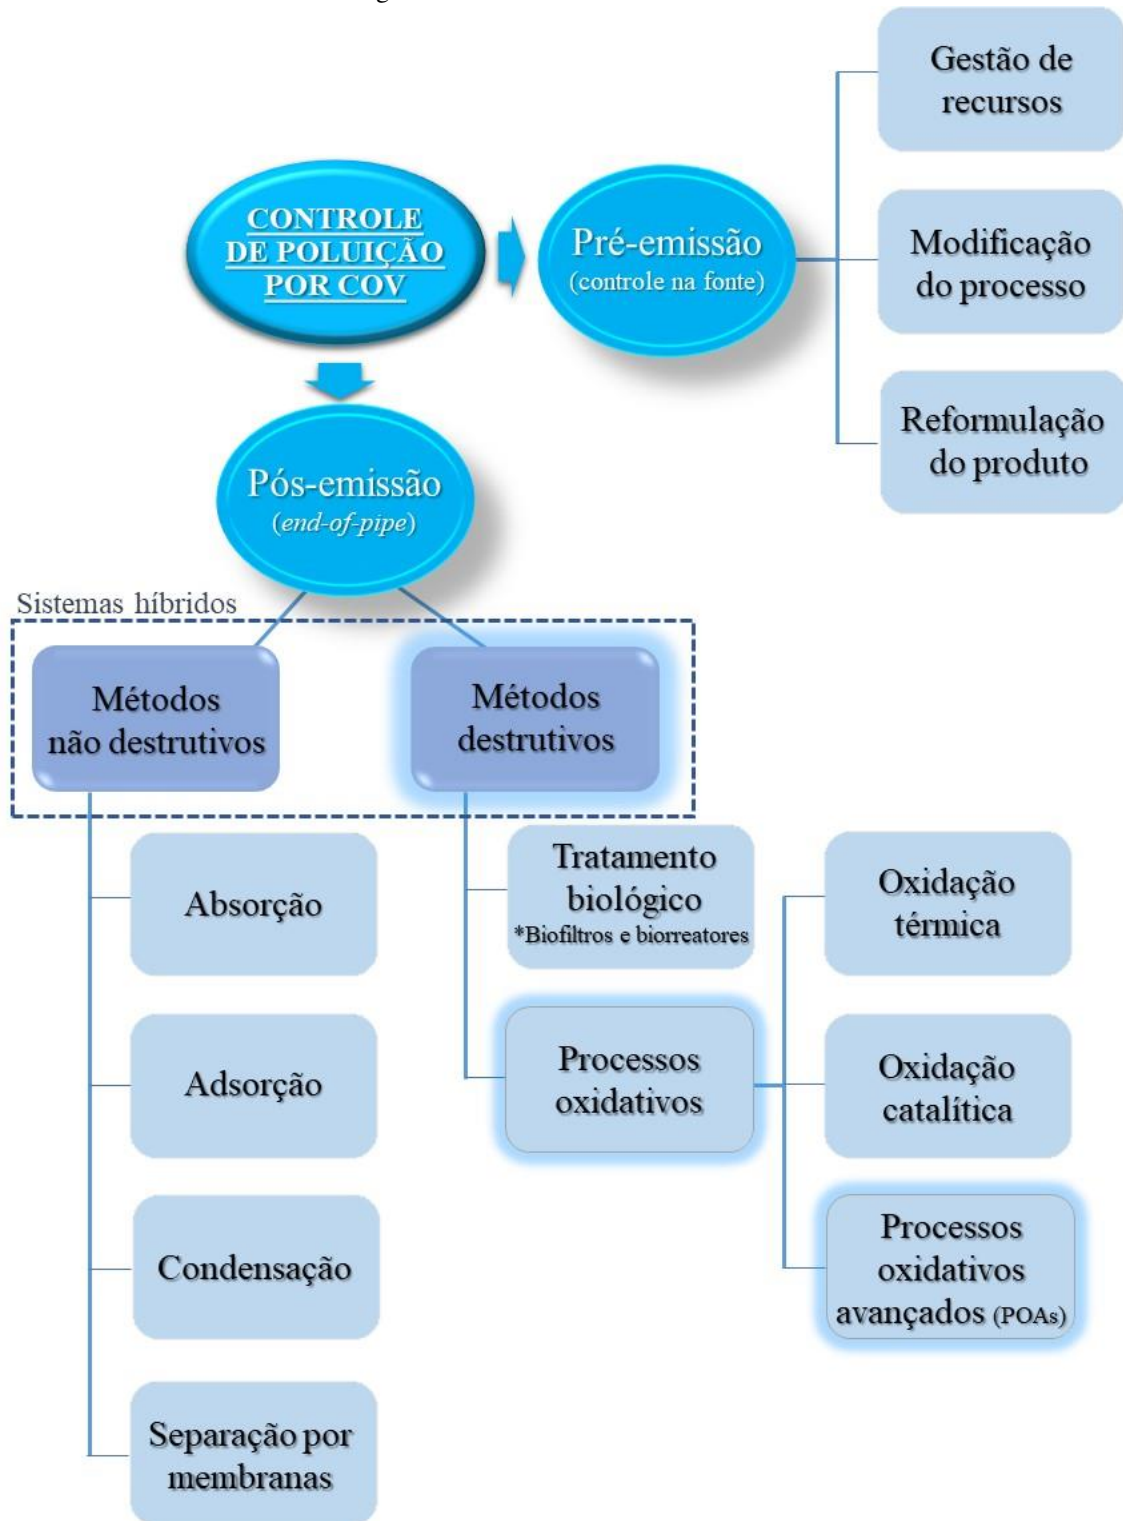 Gestão de
recursos
CONTROLE
DE POLUIÇÃO
POR COV
Pré-emissão
(controle na fonte)
Modificação
do processo
Reformulação
do produto
Pós-emissão
(end-of-pipe)
Sistemas híbridos
Métodos
não destrutivos
Métodos
destrutivos
Absorção
Adsorção
Condensação
Separação por
membranas
Tratamento
biológico
*Biofiltros e biorreatores
Processos
oxidativos
Oxidação
térmica
Oxidação
catalítica
Processos
oxidativos
avançados (POAs)